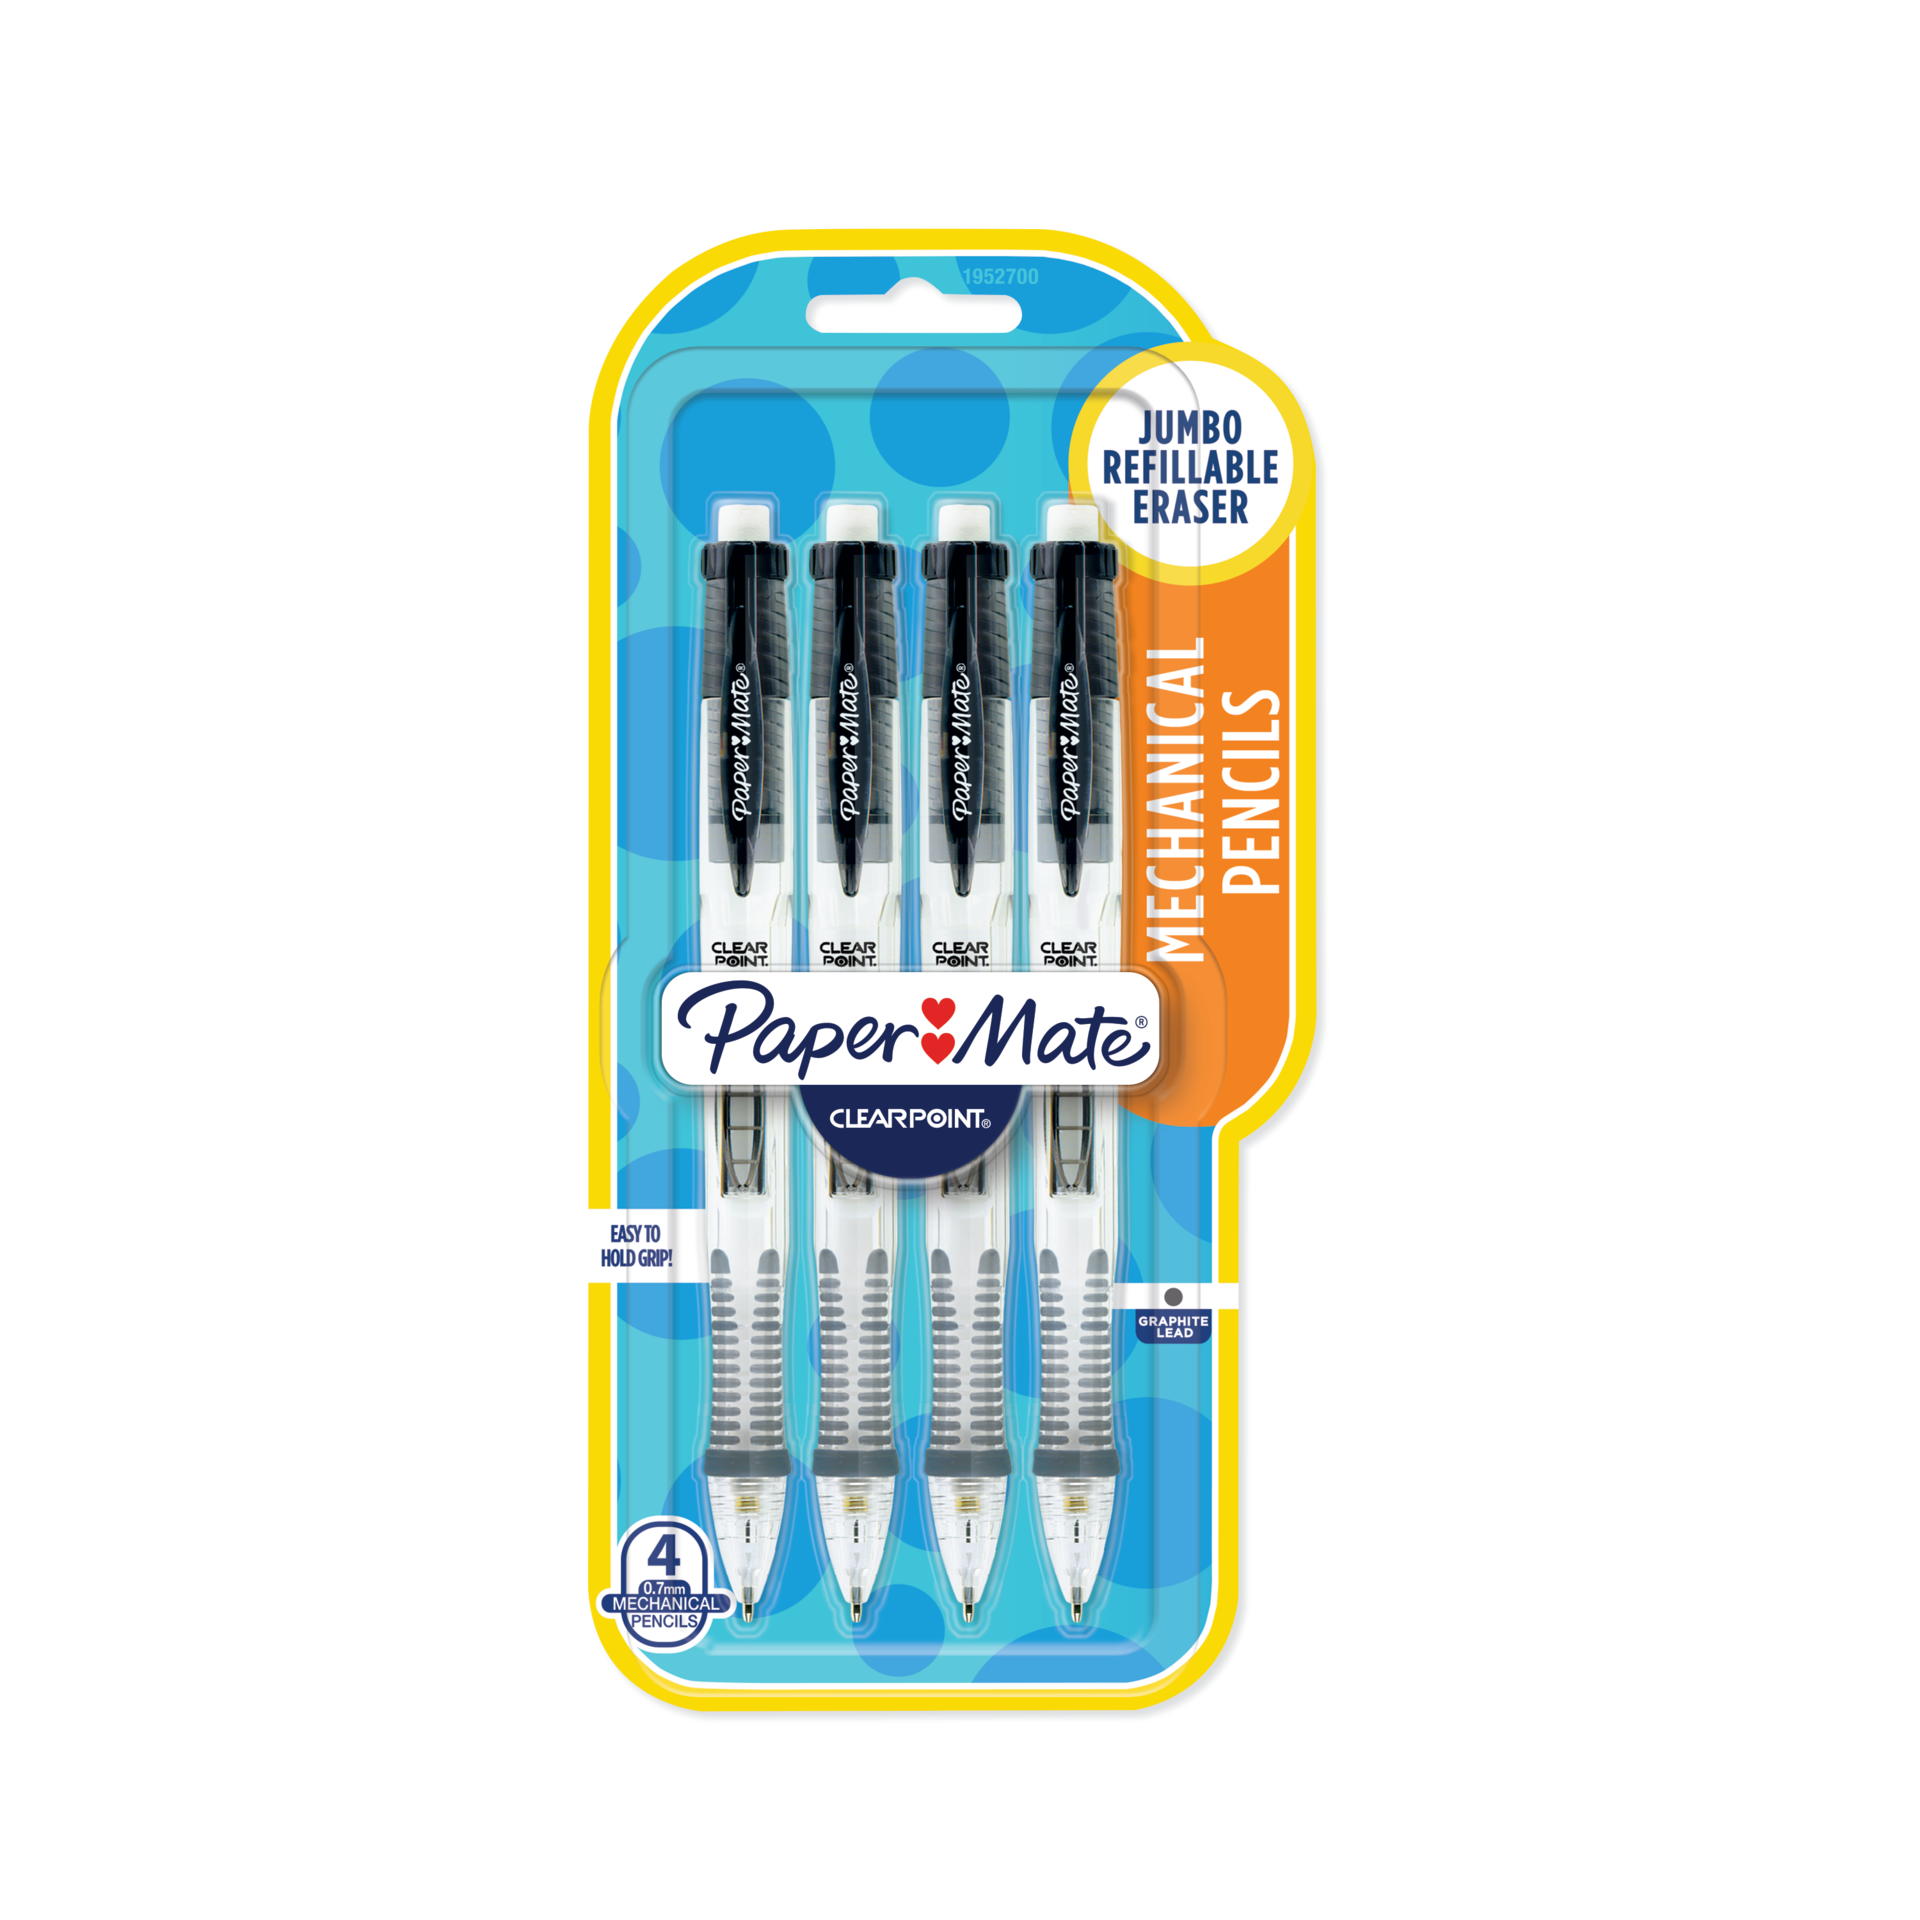 1952700
JUMBO
REFILLABLE
ERASER
MECHANICAL
PENCILS
Paper Mate®
Paper Mate®
Paper Mate®
Paper Mate®
CLEAR
POINT.
CLEAR
POINT.
CLEAR
POINT.
CLEAR
POINT.
Paper Mate®
CLEARPOINT®
EASY TO
HOLD GRIP!
GRAPHITE
LEAD
4
0.7mm
MECHANICAL
PENCILS